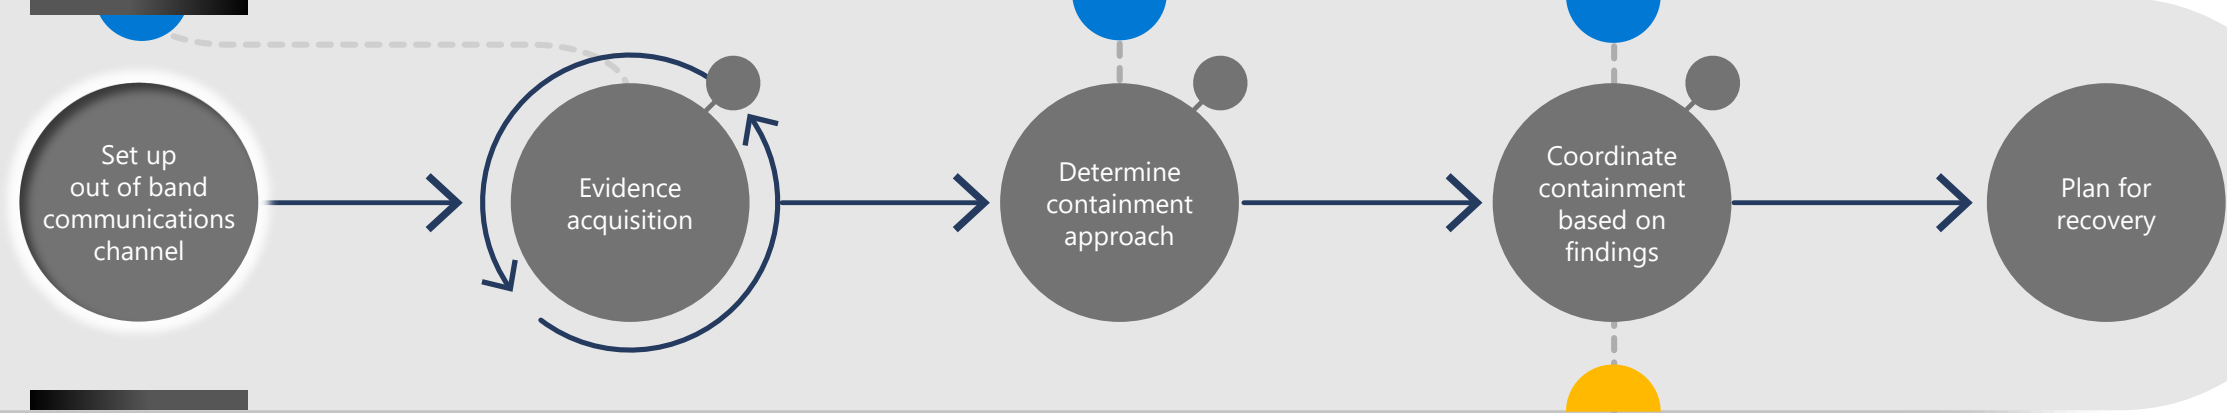 Set up
out of band
communications
channel
Evidence
acquisition
Determine
containment
approach
Coordinate
containment
based on
findings
Plan for
recovery